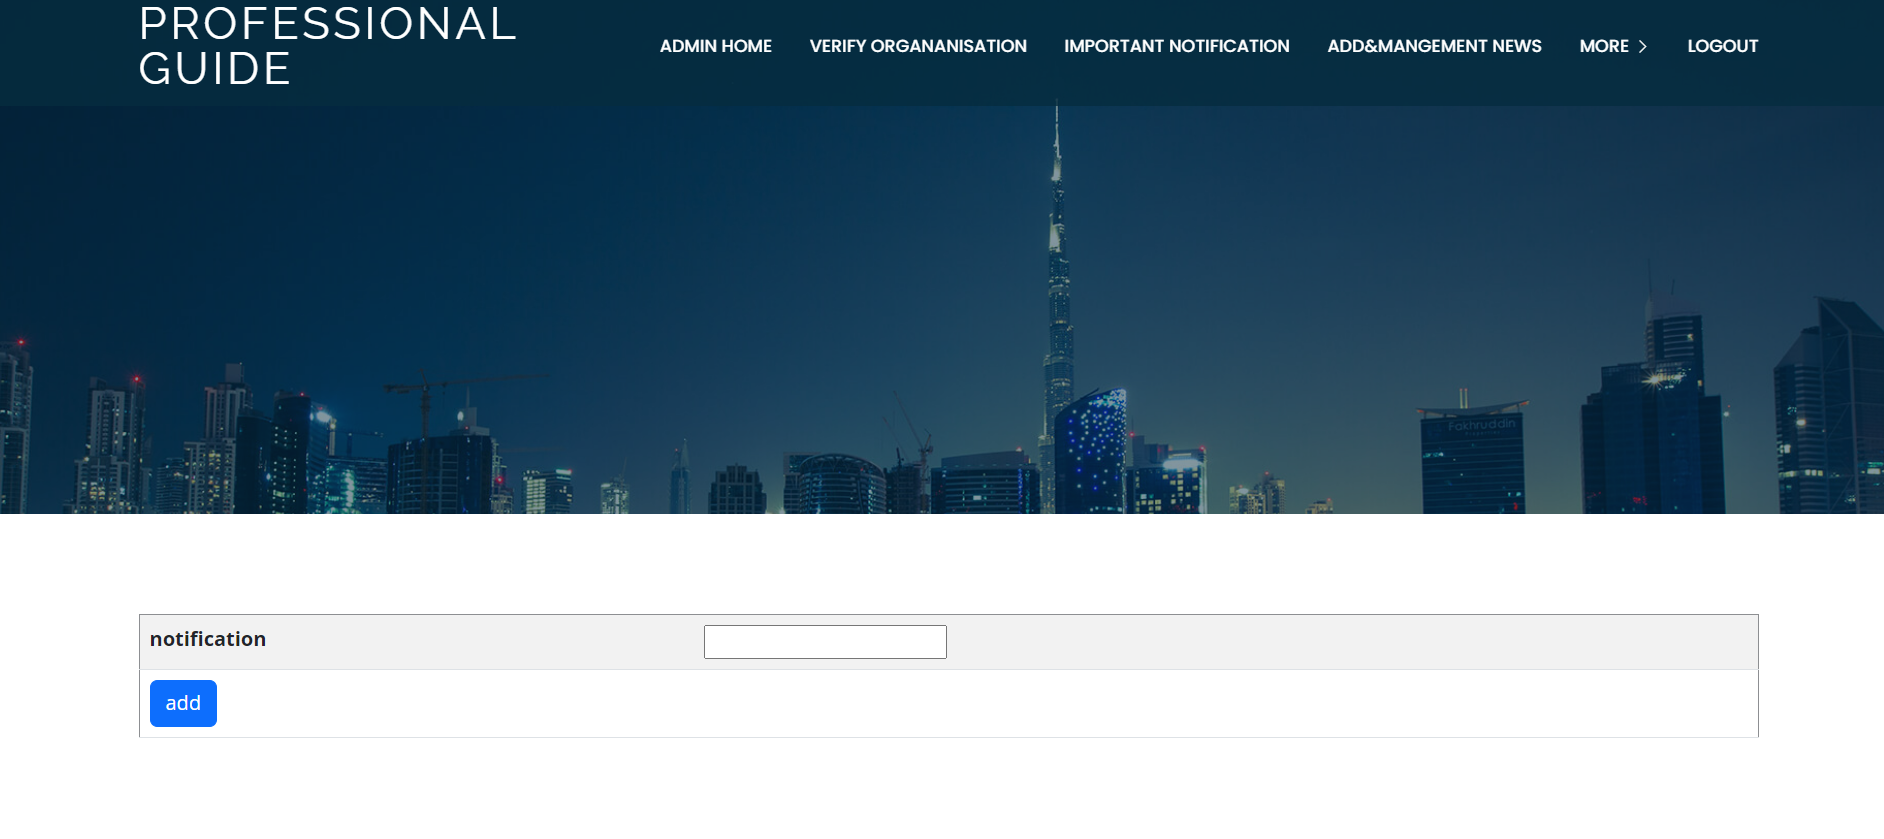 PROFESSIONAL
GUIDE
ADMIN HOME
VERIFY ORGANANISATION
IMPORTANT NOTIFICATION
ADD&MANGEMENT NEWS
MORE
LOGOUT
Fakhruddin
notification
add